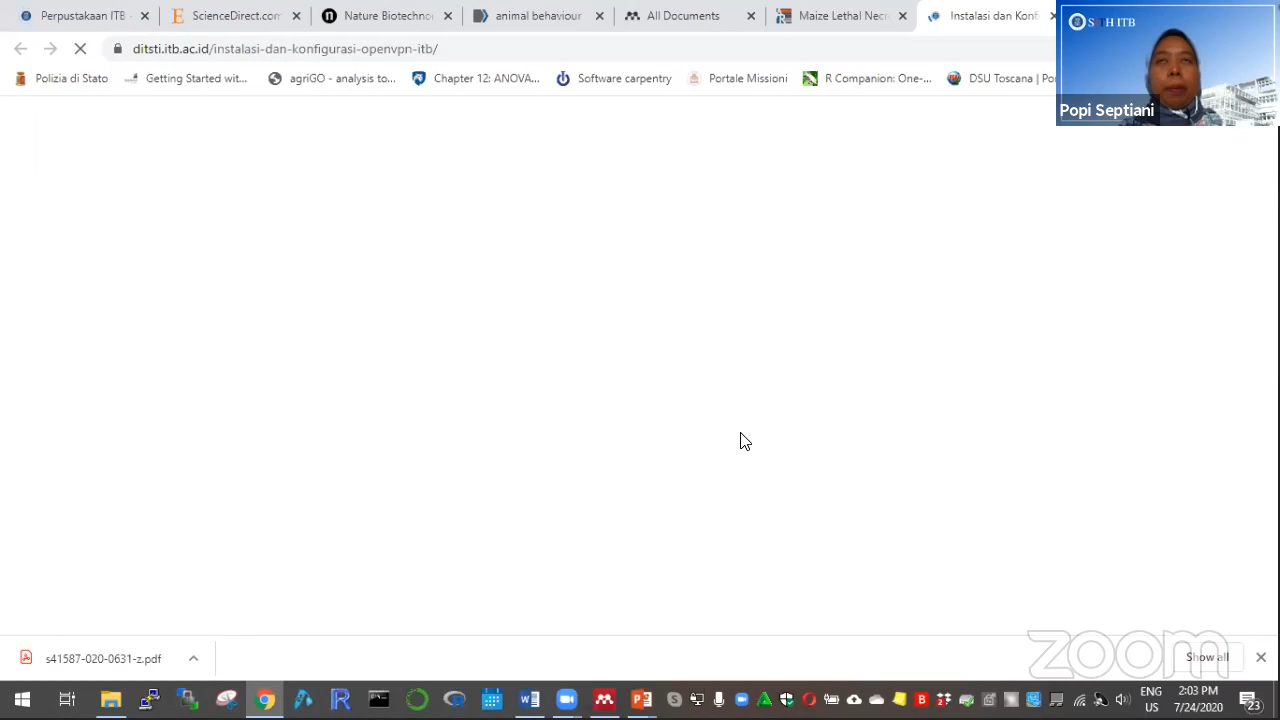 Perpustakaan ITB -
ScienceDirect.com
Nature Biotechno
animal behaviour
All Documents
Maize Lethal Necr
Instalasi dan Konf
ditsti.itb.ac.id/instalasi-dan-konfigurasi-openvpn-itb/
Polizia di Stato
Getting Started wit...
agriGO - analysis to...
Chapter 12: ANOVA...
Software carpentry
Portale Missioni
R Companion: One-...
DSU Toscana | Po
SITH ITB
Popi Septiani
s41587-020-0631-z.pdf
Show all
zoom
ENG
US
2:03 PM
7/24/2020
23